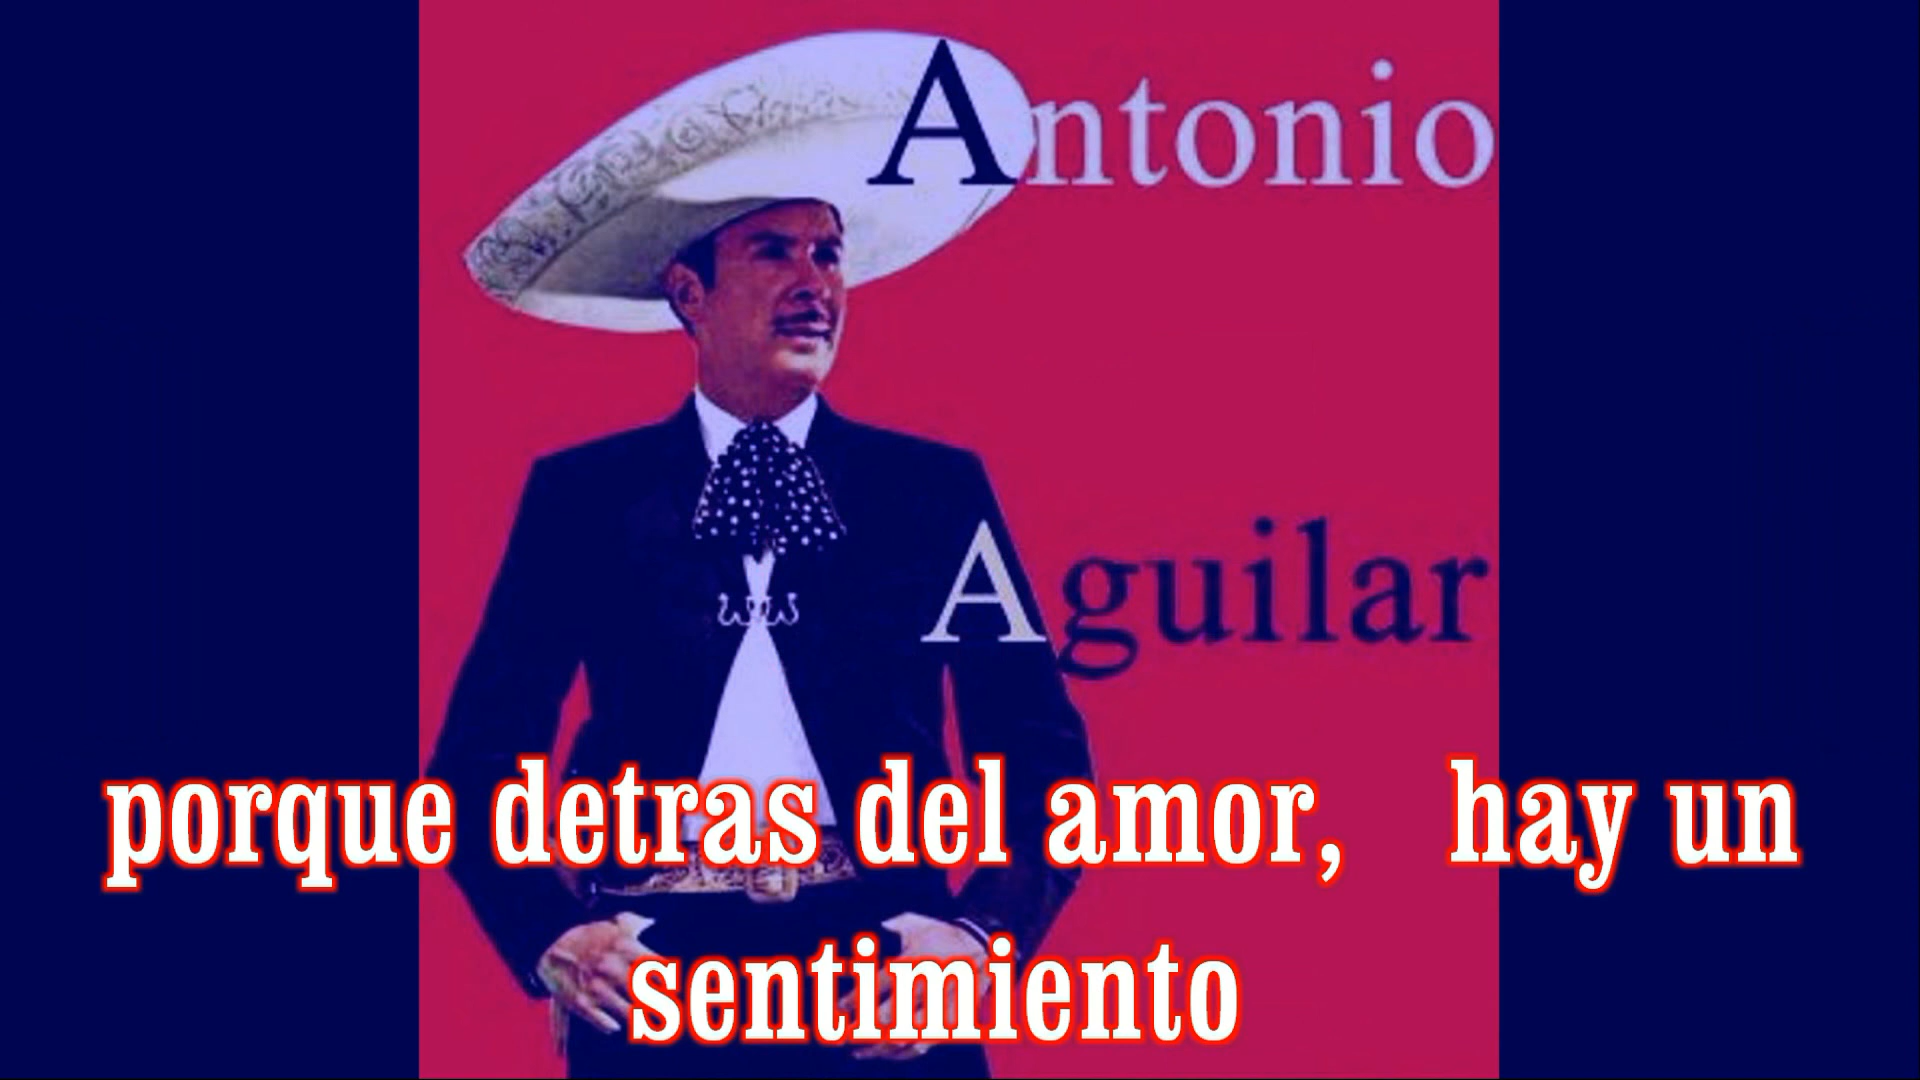 Antonio
Aguilar
porque detras del amor, hay un
sentimiento